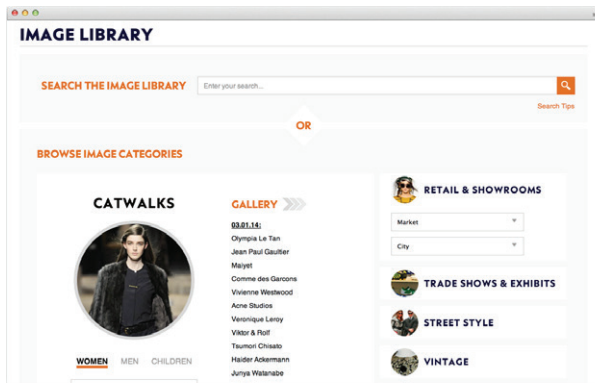 IMAGE LIBRARY
SEARCH THE IMAGE LIBRARY
Enter your search...
Search Tips
OR
BROWSE IMAGE CATEGORIES
CATWALKS
WOMEN MEN CHILDREN
GALLERY
03.01.14:
Olympia Le Tan
Jean Paul Gaultier
Maiyet
Comme des Garcons
Vivienne Westwood
Acne Studios
Veronique Leroy
Viktor & Rolf
Tsumori Chisato
Haider Ackermann
Junya Watanabe
RETAIL & SHOWROOMS
Market
City
TRADE SHOWS & EXHIBITS
STREET STYLE
VINTAGE